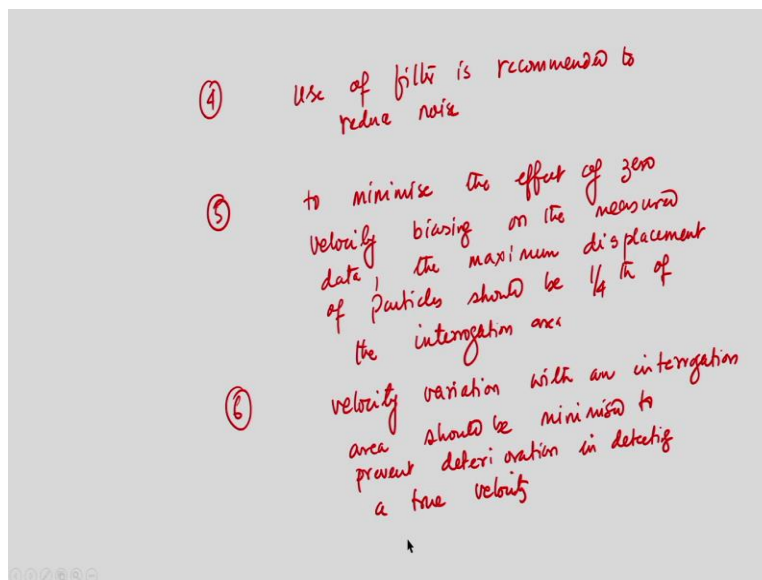 ④ Use of filter is recommended to
reduce noise
⑤ to minimise the effect of zero
velocity biasing on the measured
data, the maximum displacement
of particles should be 1/4 th of
the interrogation area
⑥ velocity variation with an interrogation
area should be minimised to
prevent deterioration in detecting
a true velocity